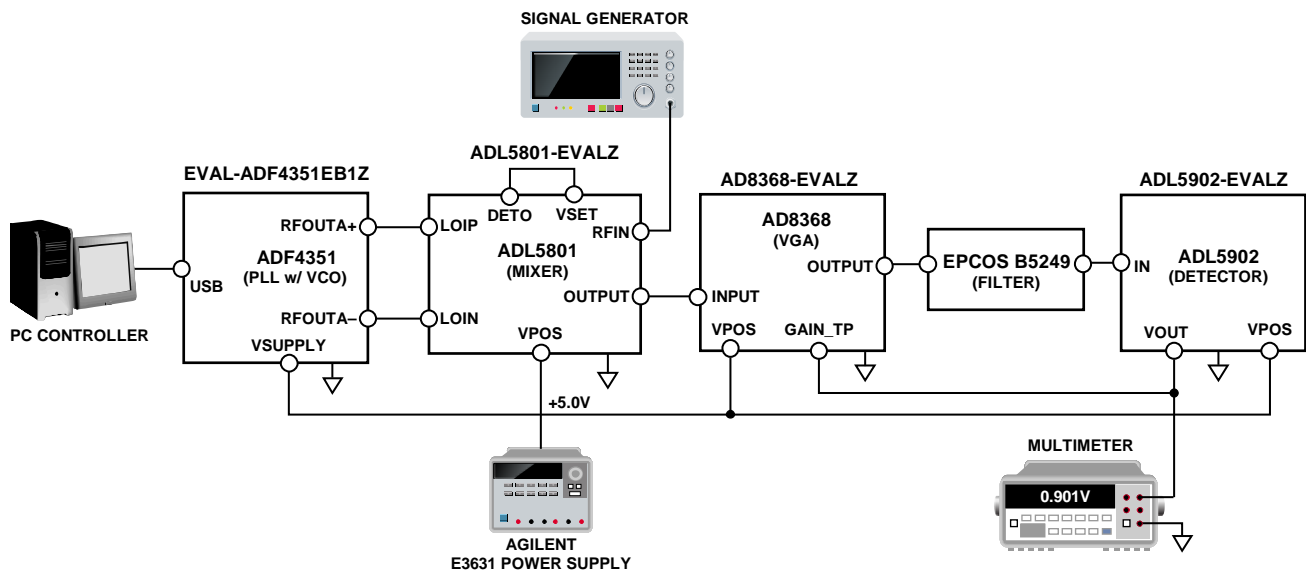 SIGNAL GENERATOR
EVAL-ADF4351EB1Z
ADL5801-EVALZ
AD8368-EVALZ
ADL5902-EVALZ
DETO
VSET
RFOUTA+
LOIP
RFIN
ADF4351
(PLL w/ VCO)
ADL5801
(MIXER)
AD8368
(VGA)
OUTPUT
EPCOS B5249
(FILTER)
IN
ADL5902
(DETECTOR)
USB
OUTPUT
INPUT
RFOUTA–
LOIN
PC CONTROLLER
VSUPPLY
VPOS
VPOS
GAIN_TP
VOUT
VPOS
+5.0V
MULTIMETER
0.901V
AGILENT
E3631 POWER SUPPLY